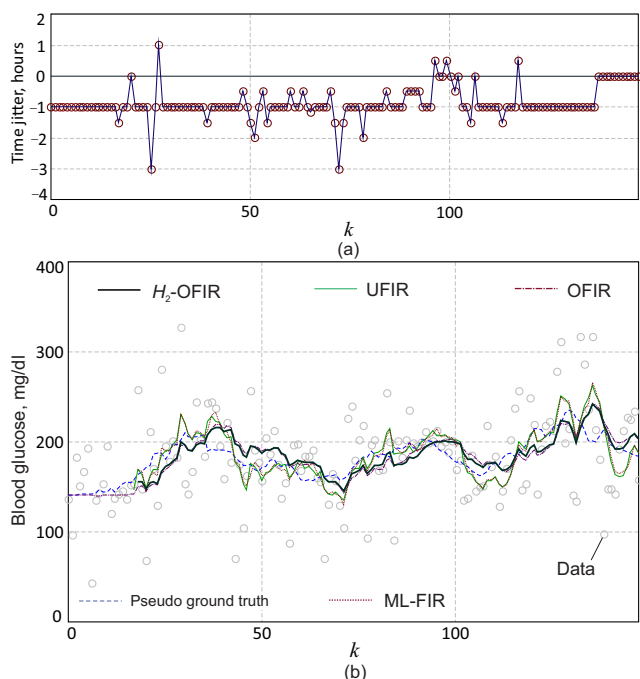 Time jitter, hours
2
1
0
−1
−2
−3
−4
0 50 100
k
(a)
Blood glucose, mg/dl
400
300
200
100
0
H2-OFIR UFIR OFIR
Data
Pseudo ground truth ML-FIR
0 50 100
k
(b)